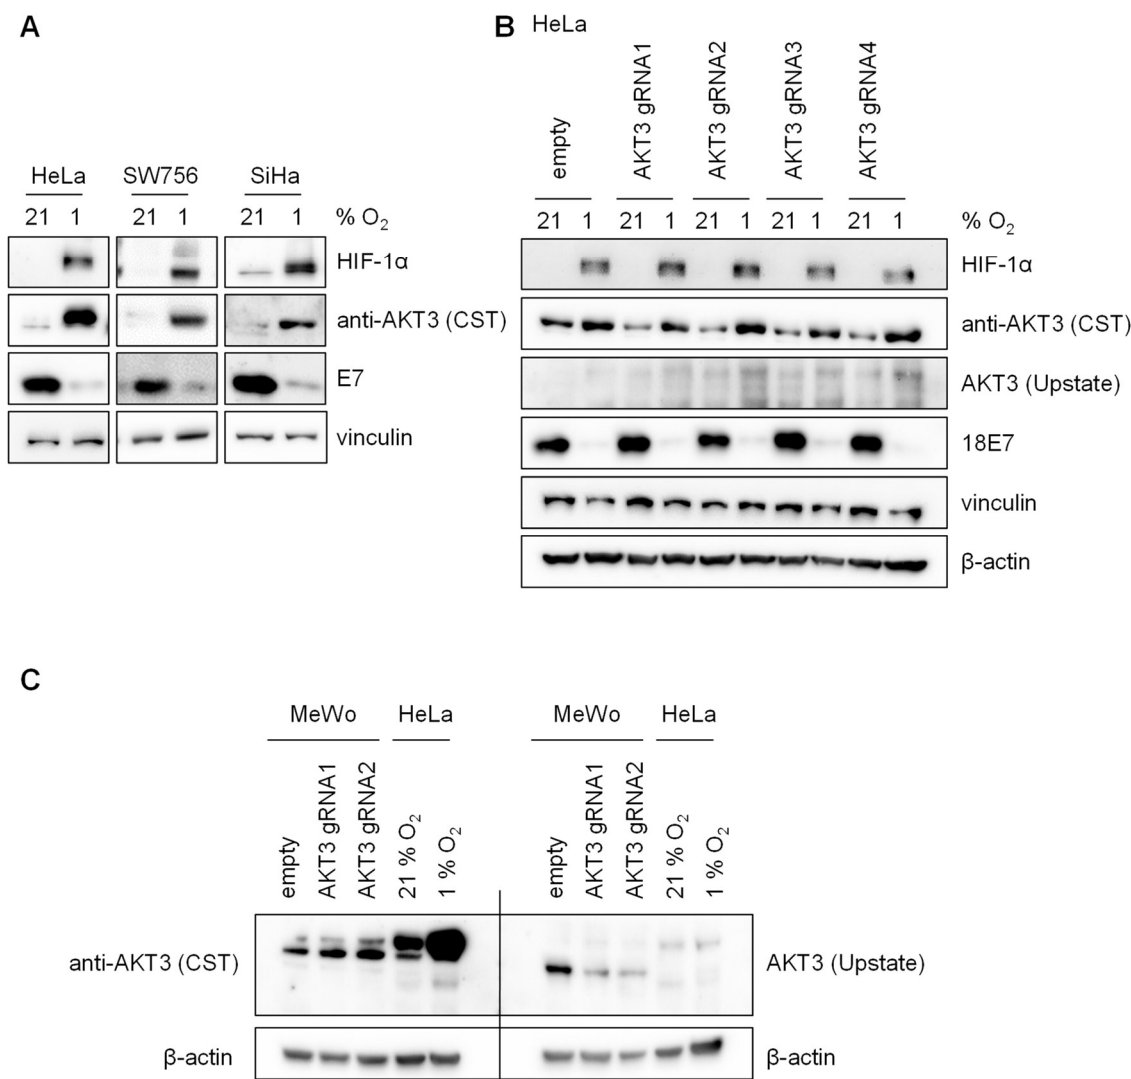 A
HeLa SW756 SiHa
21 1 21 1 21 1 % O₂
HIF-1α
anti-AKT3 (CST)
E7
vinculin
B HeLa
empty AKT3 gRNA1 AKT3 gRNA2 AKT3 gRNA3 AKT3 gRNA4
21 1 21 1 21 1 21 1 21 1 % O₂
HIF-1α
anti-AKT3 (CST)
AKT3 (Upstate)
18E7
vinculin
β-actin
C
MeWo HeLa MeWo HeLa
empty AKT3 gRNA1 AKT3 gRNA2 21 % O₂ 1 % O₂ empty AKT3 gRNA1 AKT3 gRNA2 21 % O₂ 1 % O₂
anti-AKT3 (CST) AKT3 (Upstate)
β-actin β-actin